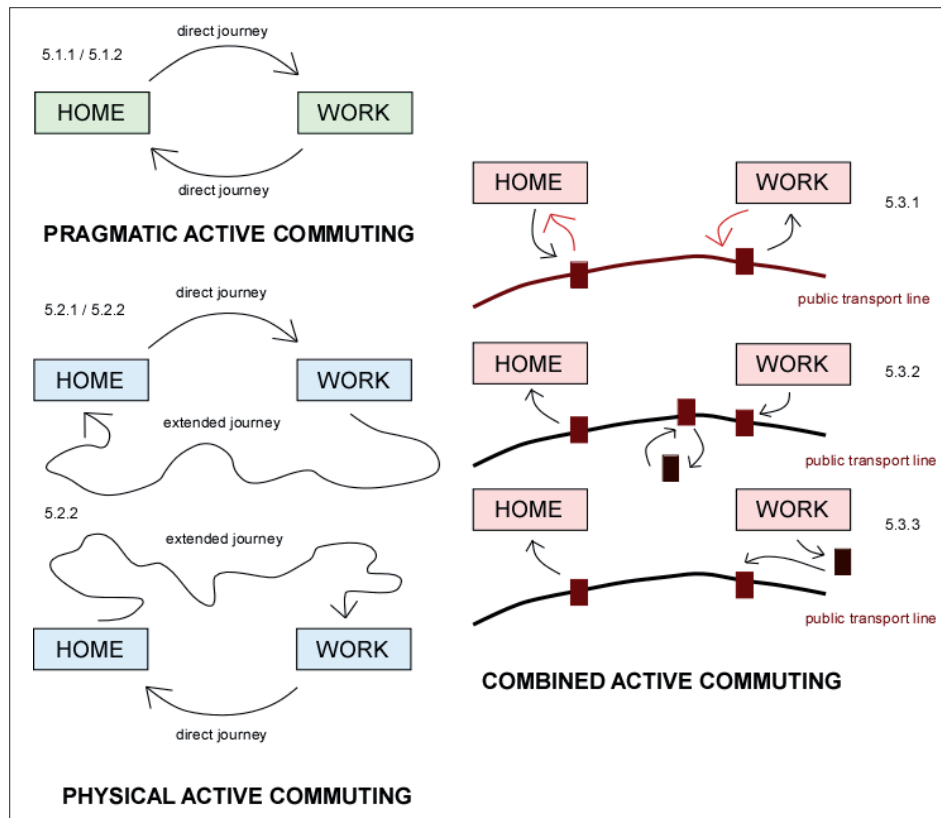 direct journey
5.1.1 / 5.1.2
HOME
WORK
direct journey
PRAGMATIC ACTIVE COMMUTING
direct journey
5.2.1 / 5.2.2
HOME
WORK
extended journey
5.2.2
extended journey
HOME
WORK
direct journey
PHYSICAL ACTIVE COMMUTING
HOME
WORK
5.3.1
public transport line
HOME
WORK
5.3.2
public transport line
HOME
WORK
5.3.3
public transport line
COMBINED ACTIVE COMMUTING